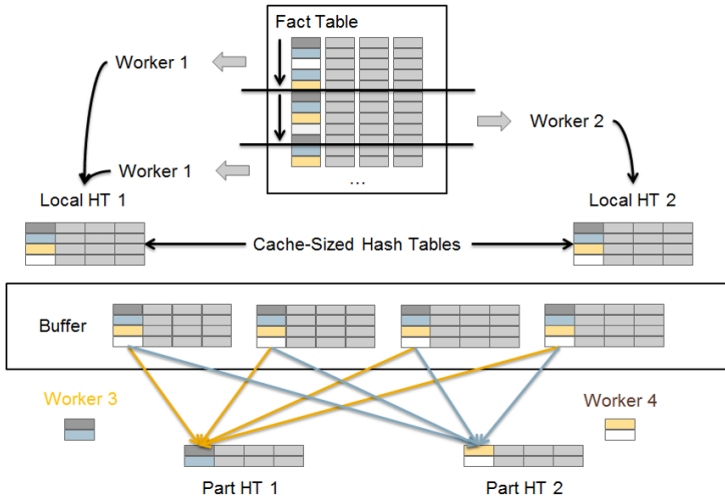 Fact Table
Worker 1
Worker 2
Worker 1
...
Local HT 1
Local HT 2
Cache-Sized Hash Tables
Buffer
Worker 3
Worker 4
Part HT 1
Part HT 2